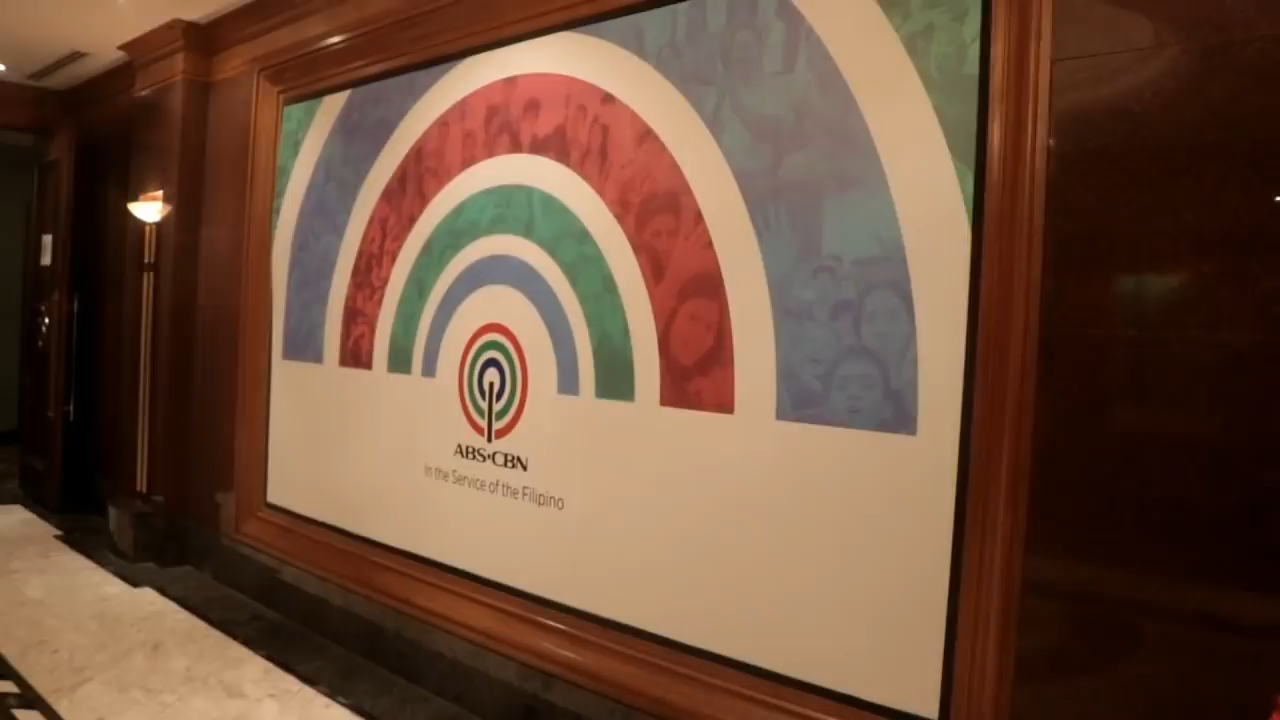 ABS•CBN
In the Service of the Filipino